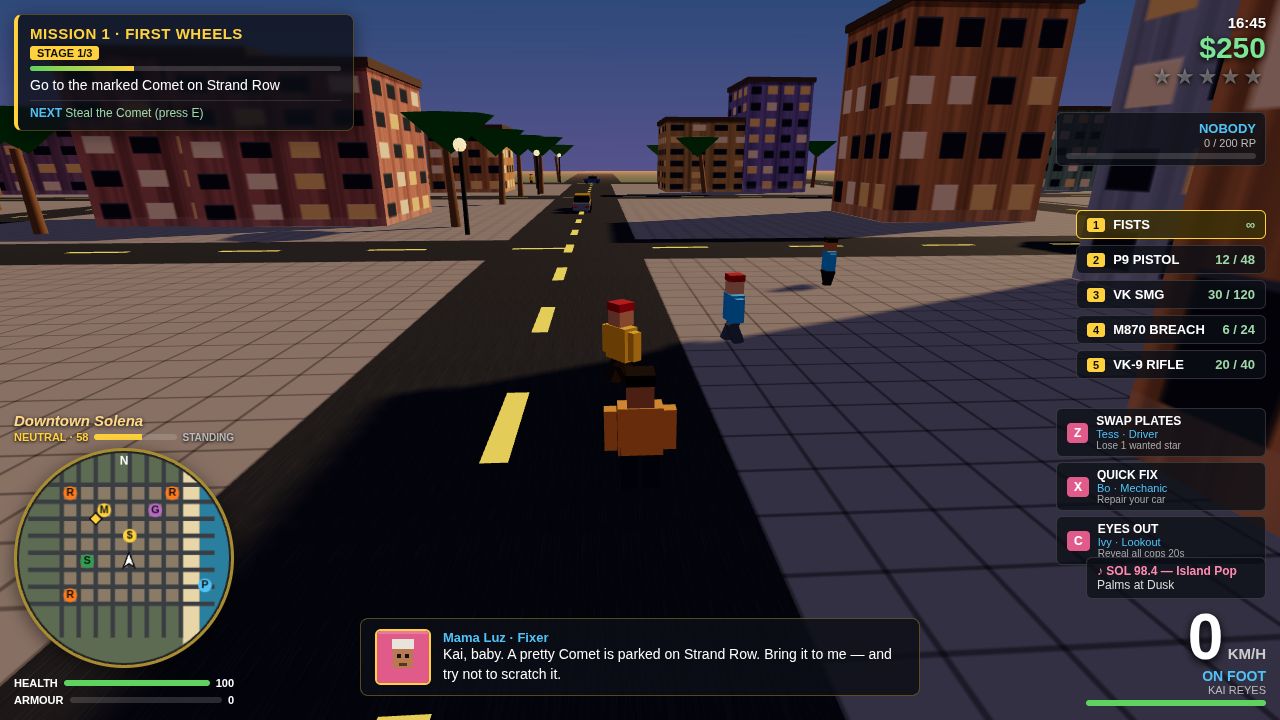 MISSION 1 · FIRST WHEELS
STAGE 1/3
Go to the marked Comet on Strand Row
NEXT Steal the Comet (press E)
16:45
$250
★★★★★
NOBODY
0 / 200 RP
1 FISTS ∞
2 P9 PISTOL 12 / 48
3 VK SMG 30 / 120
4 M870 BREACH 6 / 24
5 VK-9 RIFLE 20 / 40
Z SWAP PLATES
Tess · Driver
Lose 1 wanted star
X QUICK FIX
Bo · Mechanic
Repair your car
C EYES OUT
Ivy · Lookout
Reveal all cops 20s
♪ SOL 98.4 — Island Pop
Palms at Dusk
Downtown Solena
NEUTRAL · 58 STANDING
N
R R
M G
$
S
P
R
HEALTH 100
ARMOUR 0
Mama Luz · Fixer
Kai, baby. A pretty Comet is parked on Strand Row. Bring it to me — and
try not to scratch it.
0 KM/H
ON FOOT
KAI REYES